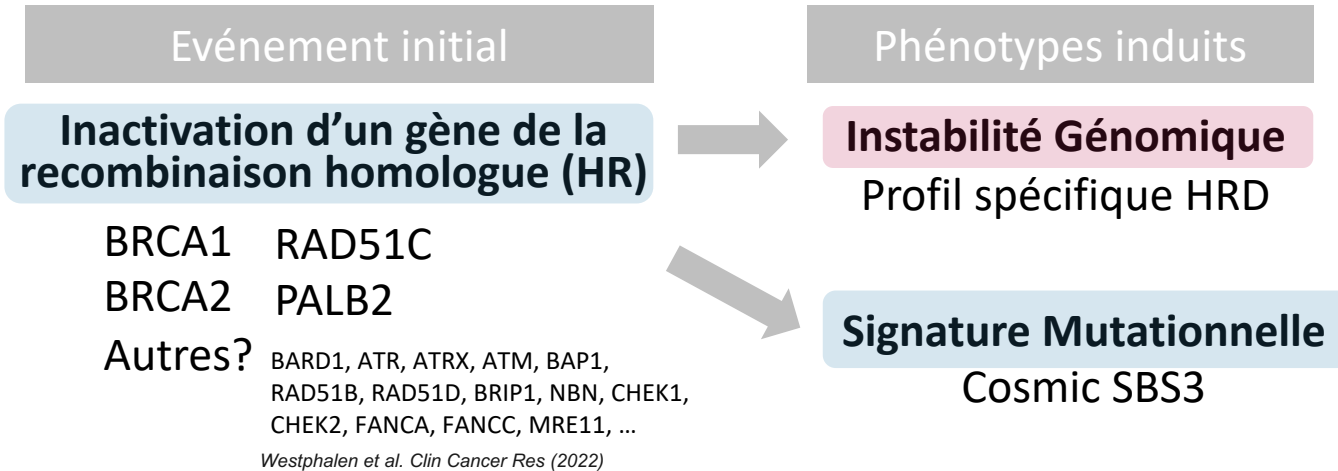 Evénement initial
Inactivation d'un gène de la
recombinaison homologue (HR)
BRCA1 RAD51C
BRCA2 PALB2
Autres? BARD1, ATR, ATRX, ATM, BAP1,
RAD51B, RAD51D, BRIP1, NBN, CHEK1,
CHEK2, FANCA, FANCC, MRE11, ...
Westphalen et al. Clin Cancer Res (2022)
Phénotypes induits
Instabilité Génomique
Profil spécifique HRD
Signature Mutationnelle
Cosmic SBS3